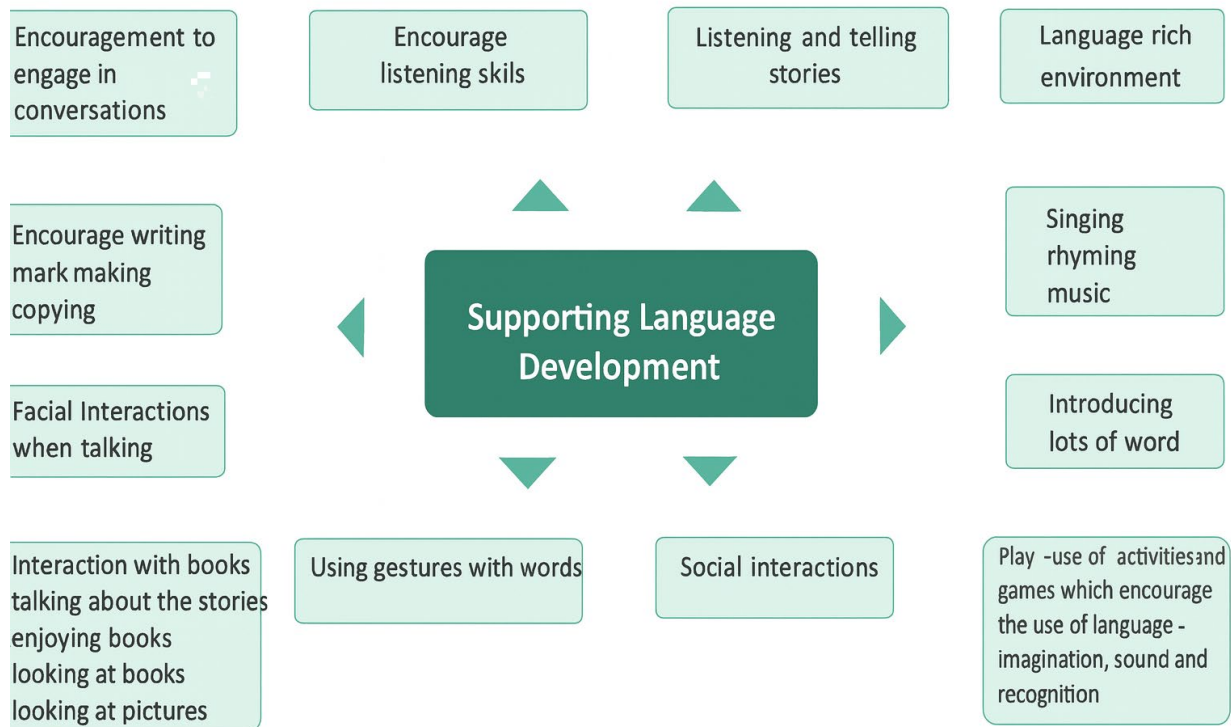 Encouragement to
engage in
conversations
Encourage
listening skils
Listening and telling
stories
Language rich
environment
Encourage writing
mark making
copying
Supporting Language
Development
Singing
rhyming
music
Facial Interactions
when talking
Introducing
lots of word
Interaction with books
talking about the stories
enjoying books
looking at books
looking at pictures
Using gestures with words
Social interactions
Play -use of activities and
games which encourage
the use of language -
imagination, sound and
recognition